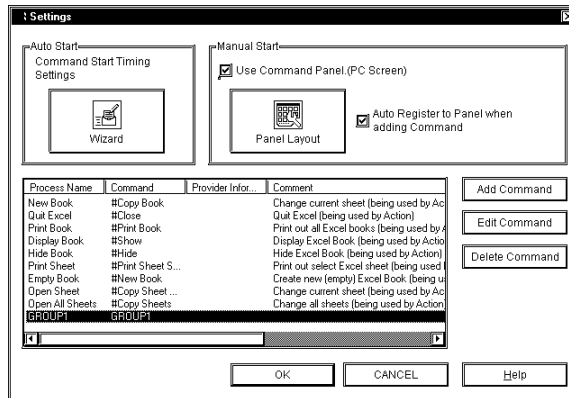 Settings
Auto Start
Command Start Timing
Settings
Wizard
Manual Start
Use Command Panel.(PC Screen)
Panel Layout
Auto Register to Panel when
adding Command
Process Name Command Provider Infor... Comment
New Book #Copy Book Change current sheet (being used by Ac
Quit Excel #Close Quit Excel (being used by Action)
Print Book #Print Book Print out all Excel books (being used by A
Display Book #Show Display Excel Book (being used by Actio
Hide Book #Hide Hide Excel Book (being used by Action)
Print Sheet #Print Sheet S... Print out select Excel sheet (being used
Empty Book #New Book Create new (empty) Excel Book (being u
Open Sheet #Copy Sheet ... Change current sheet (being used by Ac
Open All Sheets #Copy Sheets Change all sheets (being used by Action
GROUP1 GROUP1
Add Command
Edit Command
Delete Command
OK CANCEL Help